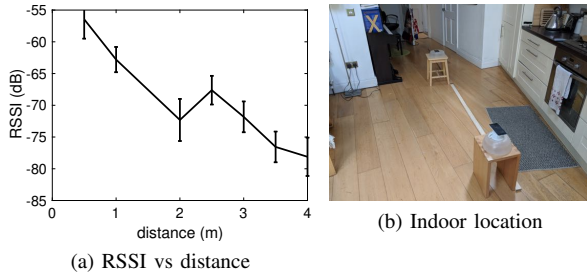 -55
-60
-65
-70
-75
-80
-85
RSSI (dB)
0 1 2 3 4
distance (m)
(a) RSSI vs distance
(b) Indoor location